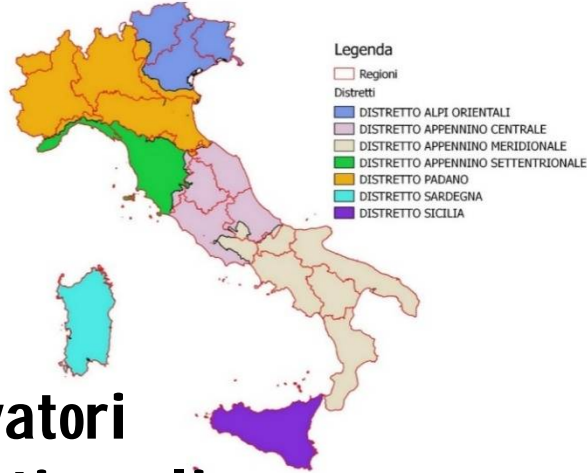 Legenda
Regioni
Distretti
DISTRETTO ALPI ORIENTALI
DISTRETTO APPENNINO CENTRALE
DISTRETTO APPENNINO MERIDIONALE
DISTRETTO APPENNINO SETTENTRIONALE
DISTRETTO PADANO
DISTRETTO SARDEGNA
DISTRETTO SICILIA
vatori